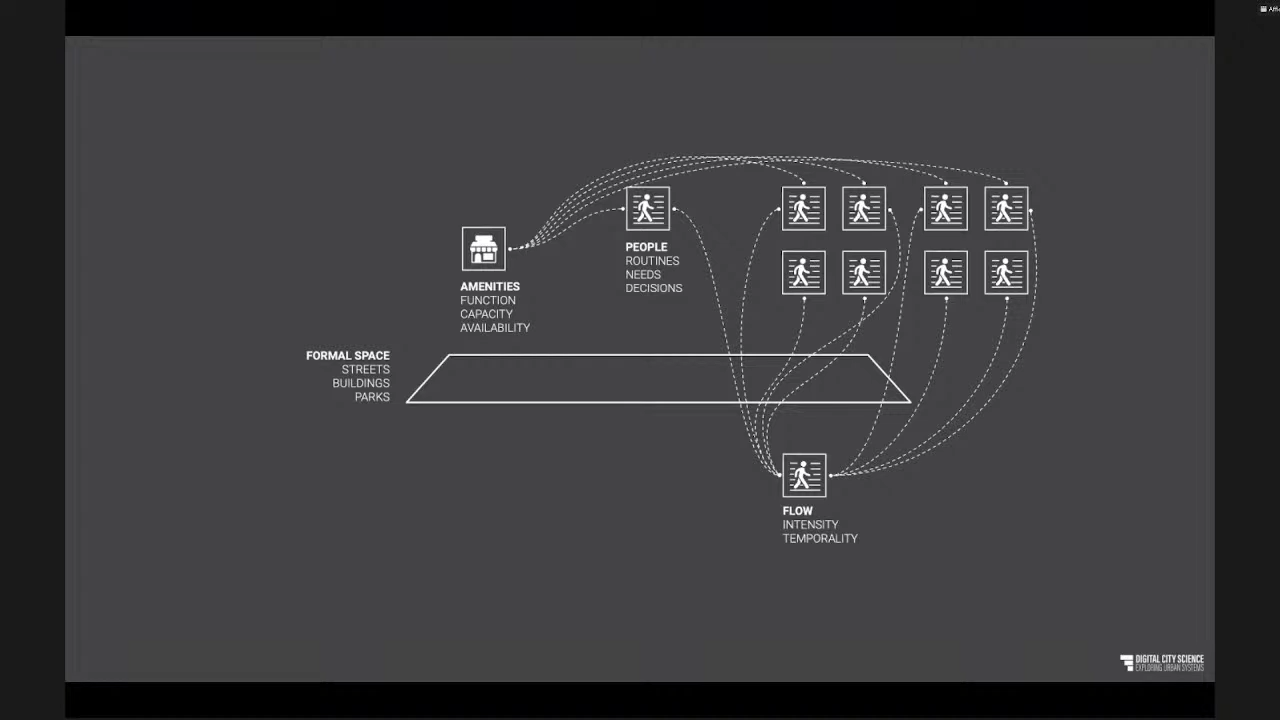 PEOPLE
ROUTINES
NEEDS
DECISIONS
AMENITIES
FUNCTION
CAPACITY
AVAILABILITY
FORMAL SPACE
STREETS
BUILDINGS
PARKS
FLOW
INTENSITY
TEMPORALITY
DIGITAL CITY SCIENCE
EXPLORING URBAN SYSTEMS